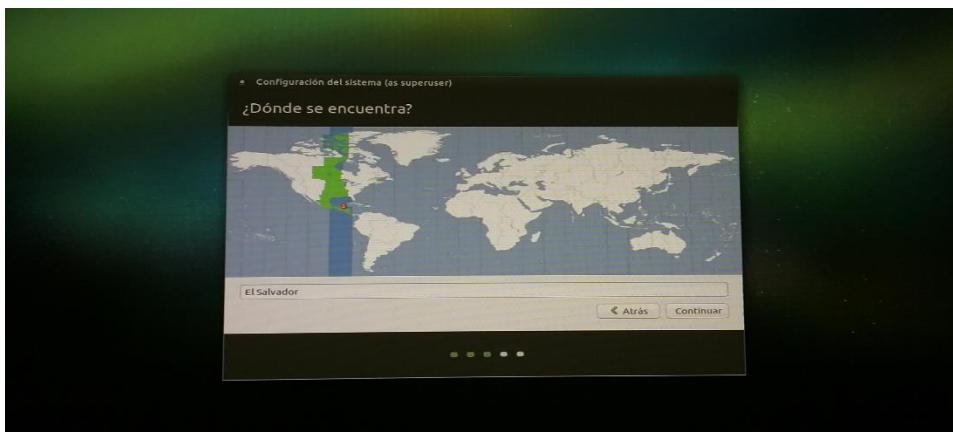 Configuración del sistema (as superuser)
¿Dónde se encuentra?
El Salvador
Atrás
Continuar